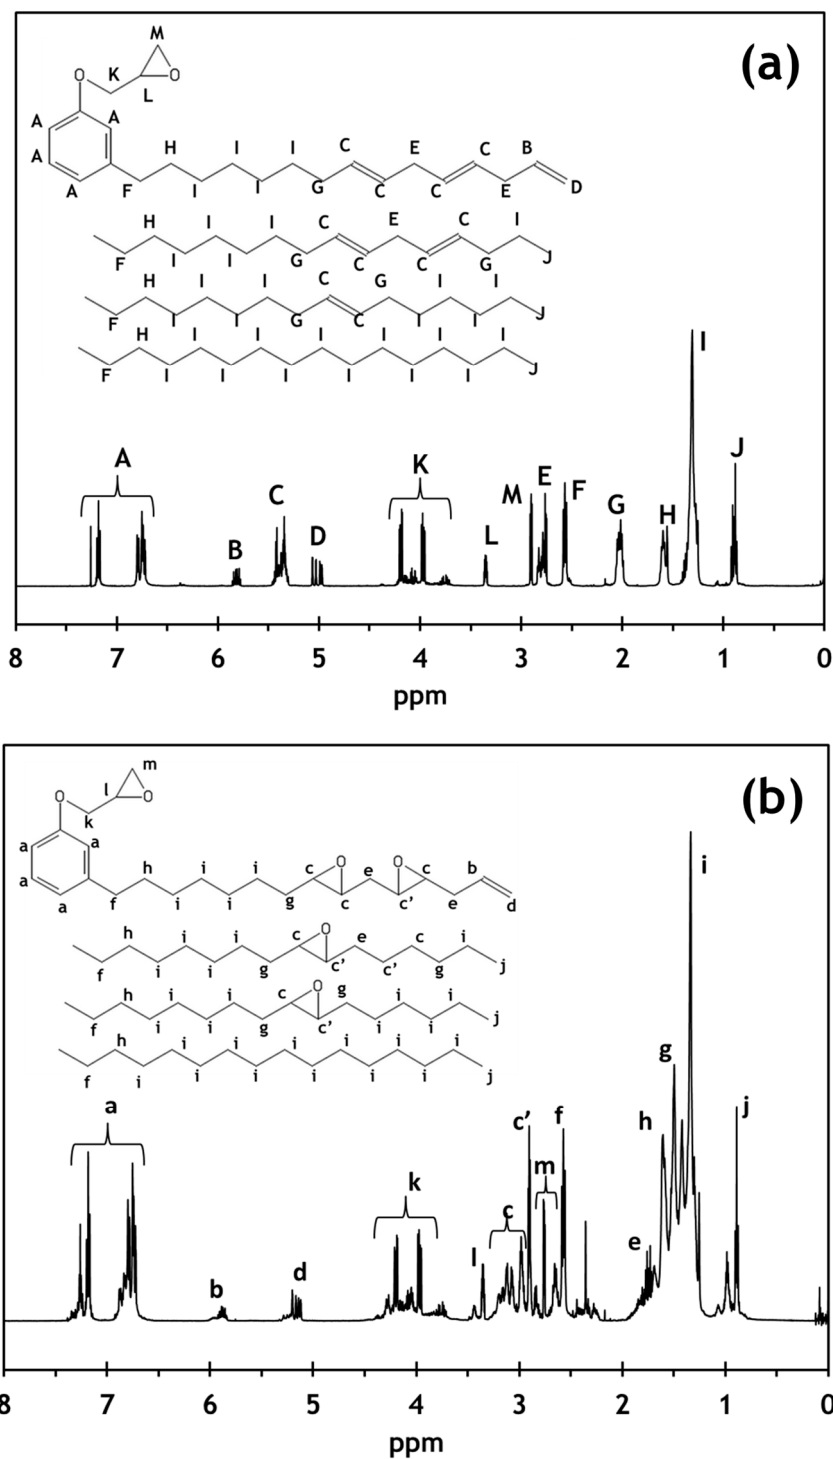 (a)
M
O K O
L
A A
H I I C E C B
A
A F I I G C C E D
H I I C E C I
F I I G C C G J
H I I C G I I
F I I G C I I J
H I I I I I I I
F I I I I I I J
I
J
A K
M E F
C G H
B D L
8 7 6 5 4 3 2 1 0
ppm
(b)
m
l O
O
k
a a
O O
h i i c e c b
a
a f i i g c c' e d
O
h i i c e c i
f i i g c' c' g j
O
h i i c g i i
f i i g c' i i j
h i i i i i i
f i i i i i i j
i
g
a c' f h j
m
k
c
l e
b d
8 7 6 5 4 3 2 1 0
ppm